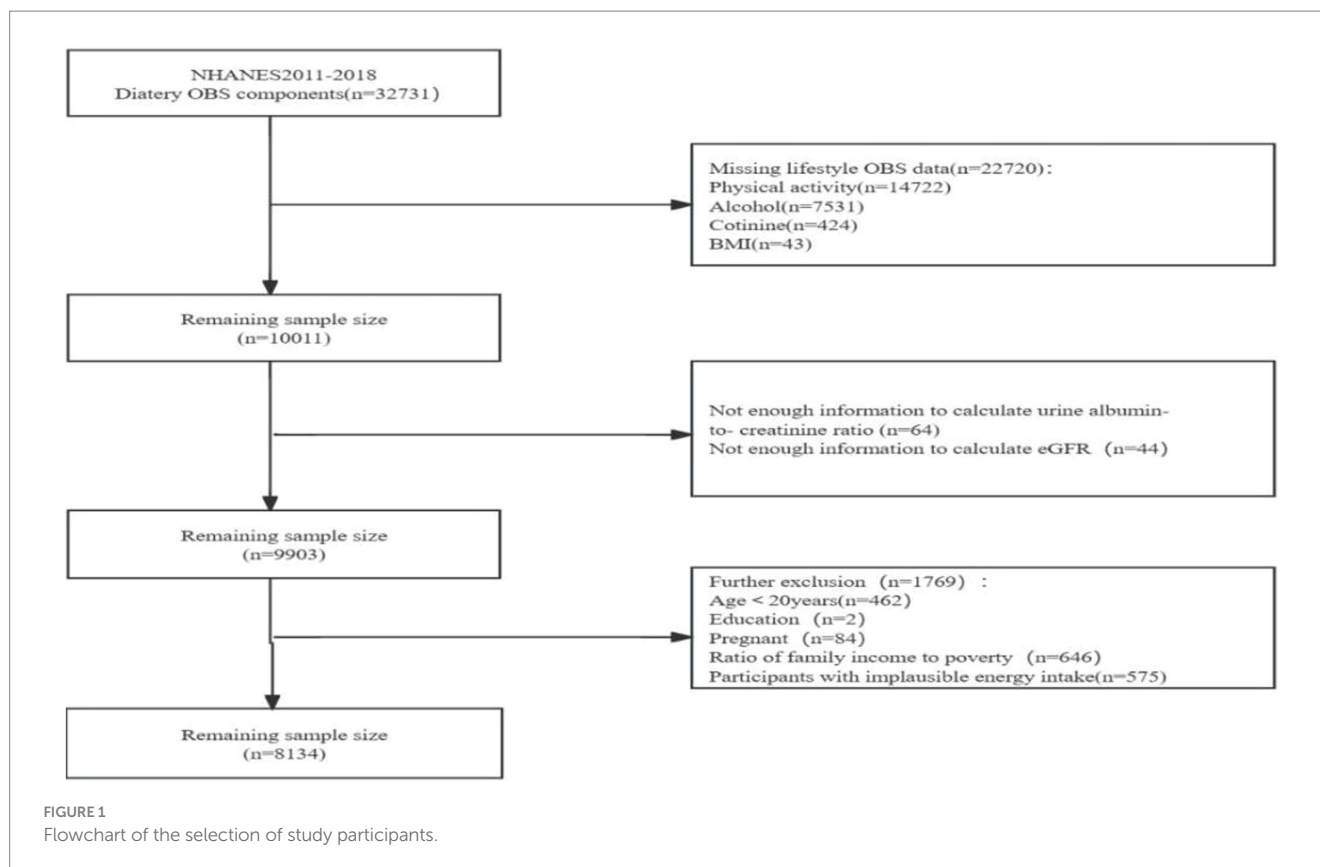 NHANES2011-2018
Diatery OBS components(n=32731)
Missing lifestyle OBS data(n=22720):
Physical activity(n=14722)
Alcohol(n=7531)
Cotinine(n=424)
BMI(n=43)
Remaining sample size
(n=10011)
Not enough information to calculate urine albumin-
to- creatinine ratio (n=64)
Not enough information to calculate eGFR (n=44)
Remaining sample size
(n=9903)
Further exclusion (n=1769) :
Age < 20years(n=462)
Education (n=2)
Pregnant (n=84)
Ratio of family income to poverty (n=646)
Participants with implausible energy intake(n=575)
Remaining sample size
(n=8134)
FIGURE 1
Flowchart of the selection of study participants.